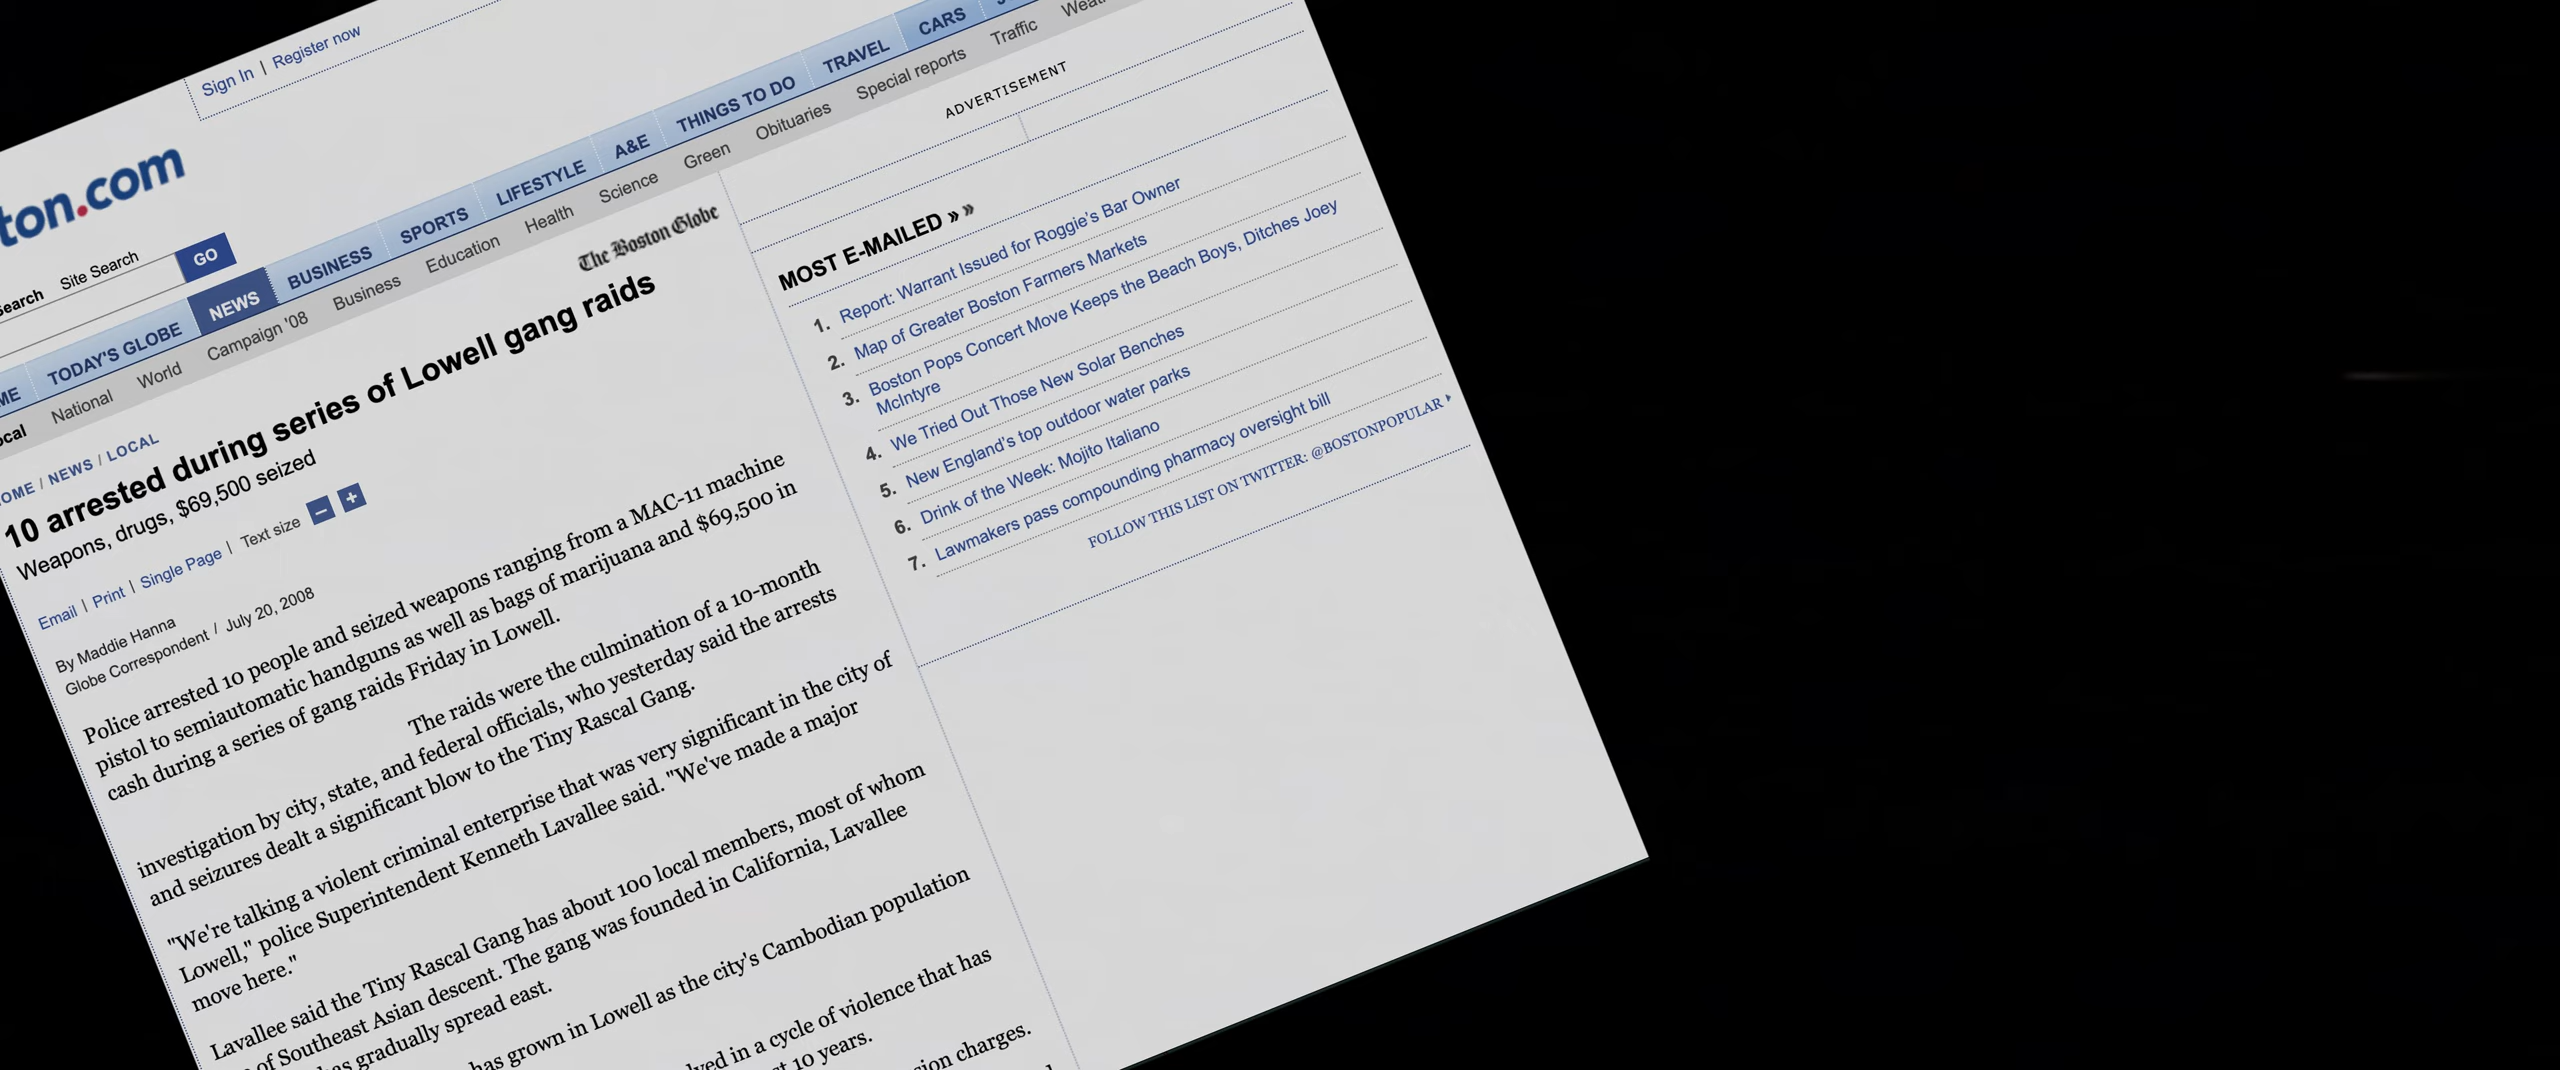 Sign In | Register now
ton.com
Search Site Search GO
ME TODAY'S GLOBE NEWS BUSINESS SPORTS LIFESTYLE A&E THINGS TO DO TRAVEL CARS
ocal National World Campaign '08 Business Education Health Science Green Obituaries Special reports Traffic
OME / NEWS / LOCAL
The Boston Globe
10 arrested during series of Lowell gang raids
Weapons, drugs, $69,500 seized
Email | Print | Single Page | Text size − +
By Maddie Hanna
Globe Correspondent / July 20, 2008
Police arrested 10 people and seized weapons ranging from a MAC-11 machine
pistol to semiautomatic handguns as well as bags of marijuana and $69,500 in
cash during a series of gang raids Friday in Lowell.
The raids were the culmination of a 10-month
investigation by city, state, and federal officials, who yesterday said the arrests
and seizures dealt a significant blow to the Tiny Rascal Gang.
"We're talking a violent criminal enterprise that was very significant in the city of
Lowell," police Superintendent Kenneth Lavallee said. "We've made a major
move here."
Lavallee said the Tiny Rascal Gang has about 100 local members, most of whom
of Southeast Asian descent. The gang was founded in California, Lavallee
has gradually spread east.
has grown in Lowell as the city's Cambodian population
lved in a cycle of violence that has
st 10 years.
sion charges.
ADVERTISEMENT
MOST E-MAILED » »
1. Report: Warrant Issued for Roggie's Bar Owner
2. Map of Greater Boston Farmers Markets
3. Boston Pops Concert Move Keeps the Beach Boys, Ditches Joey
McIntyre
4. We Tried Out Those New Solar Benches
5. New England's top outdoor water parks
6. Drink of the Week: Mojito Italiano
7. Lawmakers pass compounding pharmacy oversight bill
FOLLOW THIS LIST ON TWITTER: @BOSTONPOPULAR